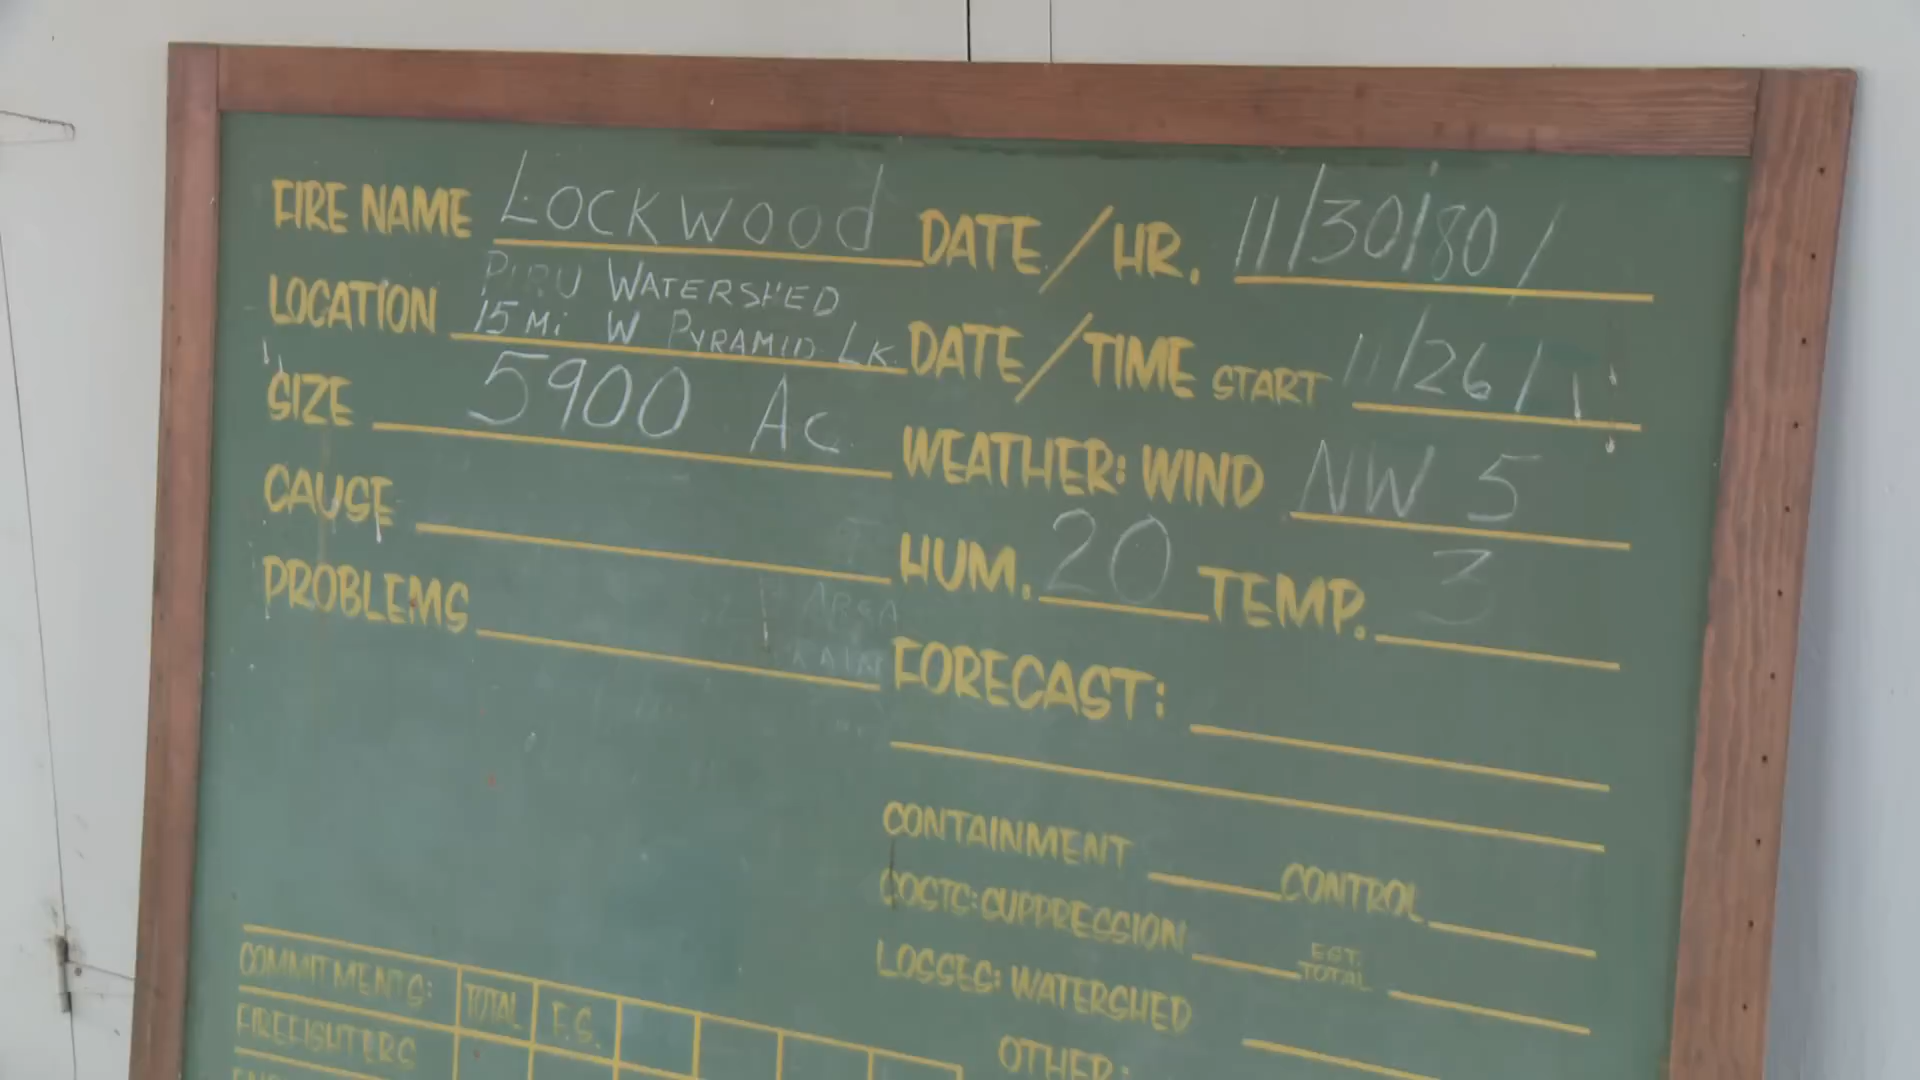 FIRE NAME Lockwood DATE/HR. 11/30/80/
LOCATION PIRU WATERSHED
15 Mi W PYRAMID LK. DATE/TIME START 11/26/
SIZE 5900 Ac WEATHER: WIND NW 5
CAUSE HUM. 20 TEMP. 3
PROBLEMS AREA
FORECAST:
CONTAINMENT CONTROL
COSTS: SUPPRESSION EST. TOTAL
LOSSES: WATERSHED
OTHER:
COMMITMENTS: TOTAL F.S.
FIREFIGHTERS